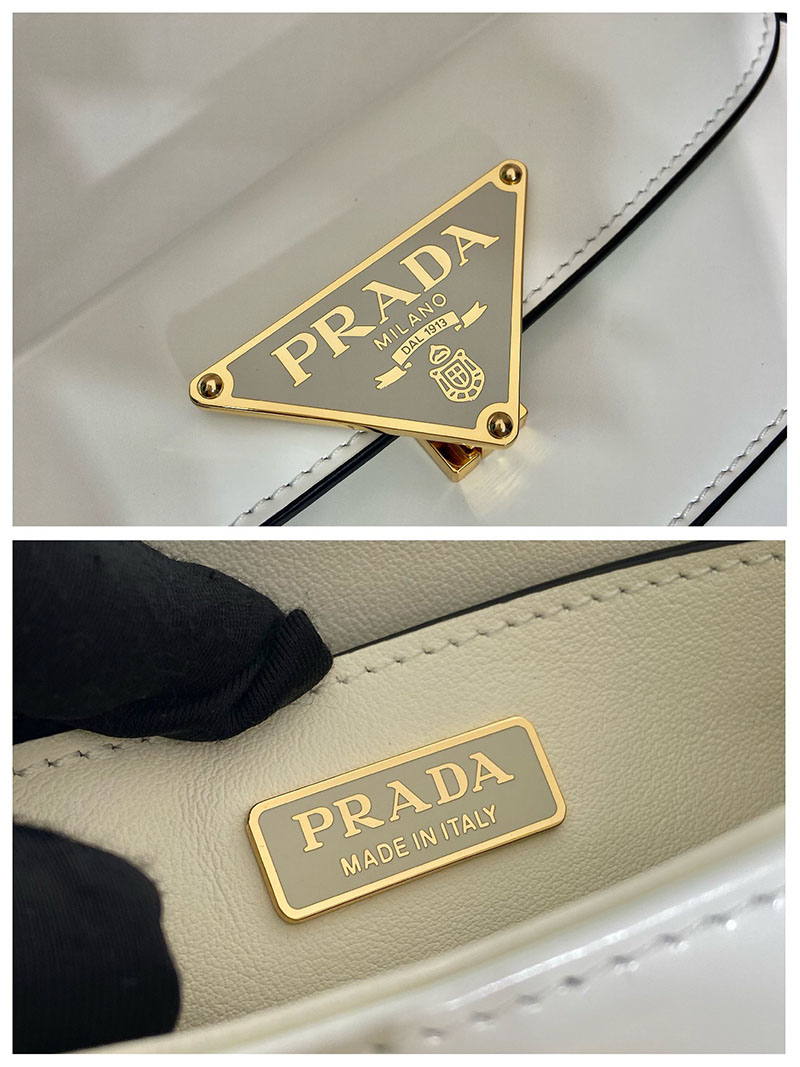 PRADA
MILANO
DAL 1913
PRADA
MADE IN ITALY